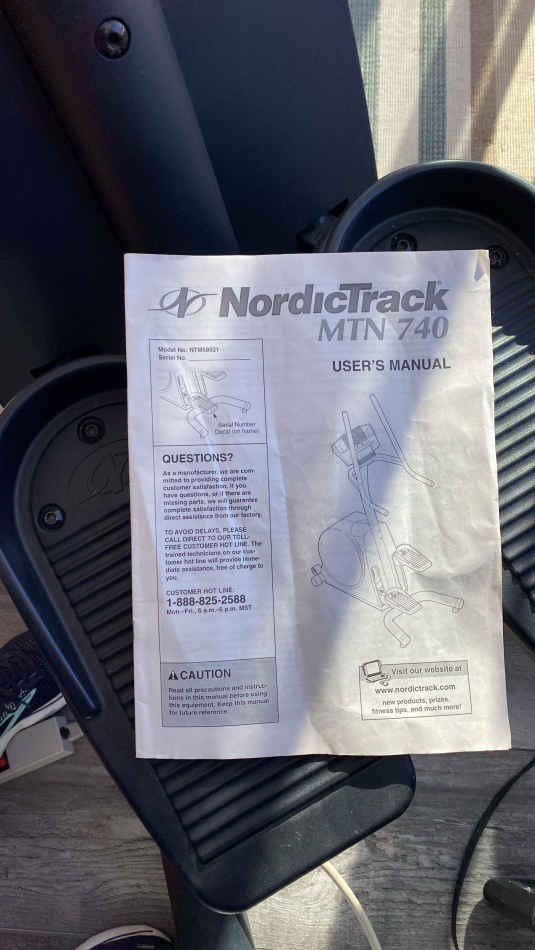 NordicTrack
MTN 740
USER'S MANUAL
Model No. NTM58021
Serial No.
Serial Number
Decal (on frame)
QUESTIONS?
As a manufacturer, we are com-
mitted to providing complete
customer satisfaction. If you
have questions, or if there are
missing parts, we will guarantee
complete satisfaction through
direct assistance from our factory.
TO AVOID DELAYS, PLEASE
CALL DIRECT TO OUR TOLL-
FREE CUSTOMER HOT LINE. The
trained technicians on our cus-
tomer hot line will provide imme-
diate assistance, free of charge to
you.
CUSTOMER HOT LINE:
1-888-825-2588
Mon.–Fri., 6 a.m.–6 p.m. MST
CAUTION
Read all precautions and instruc-
tions in this manual before using
this equipment. Keep this manual
for future reference.
Visit our website at
www.nordictrack.com
new products, prizes,
fitness tips, and much more!